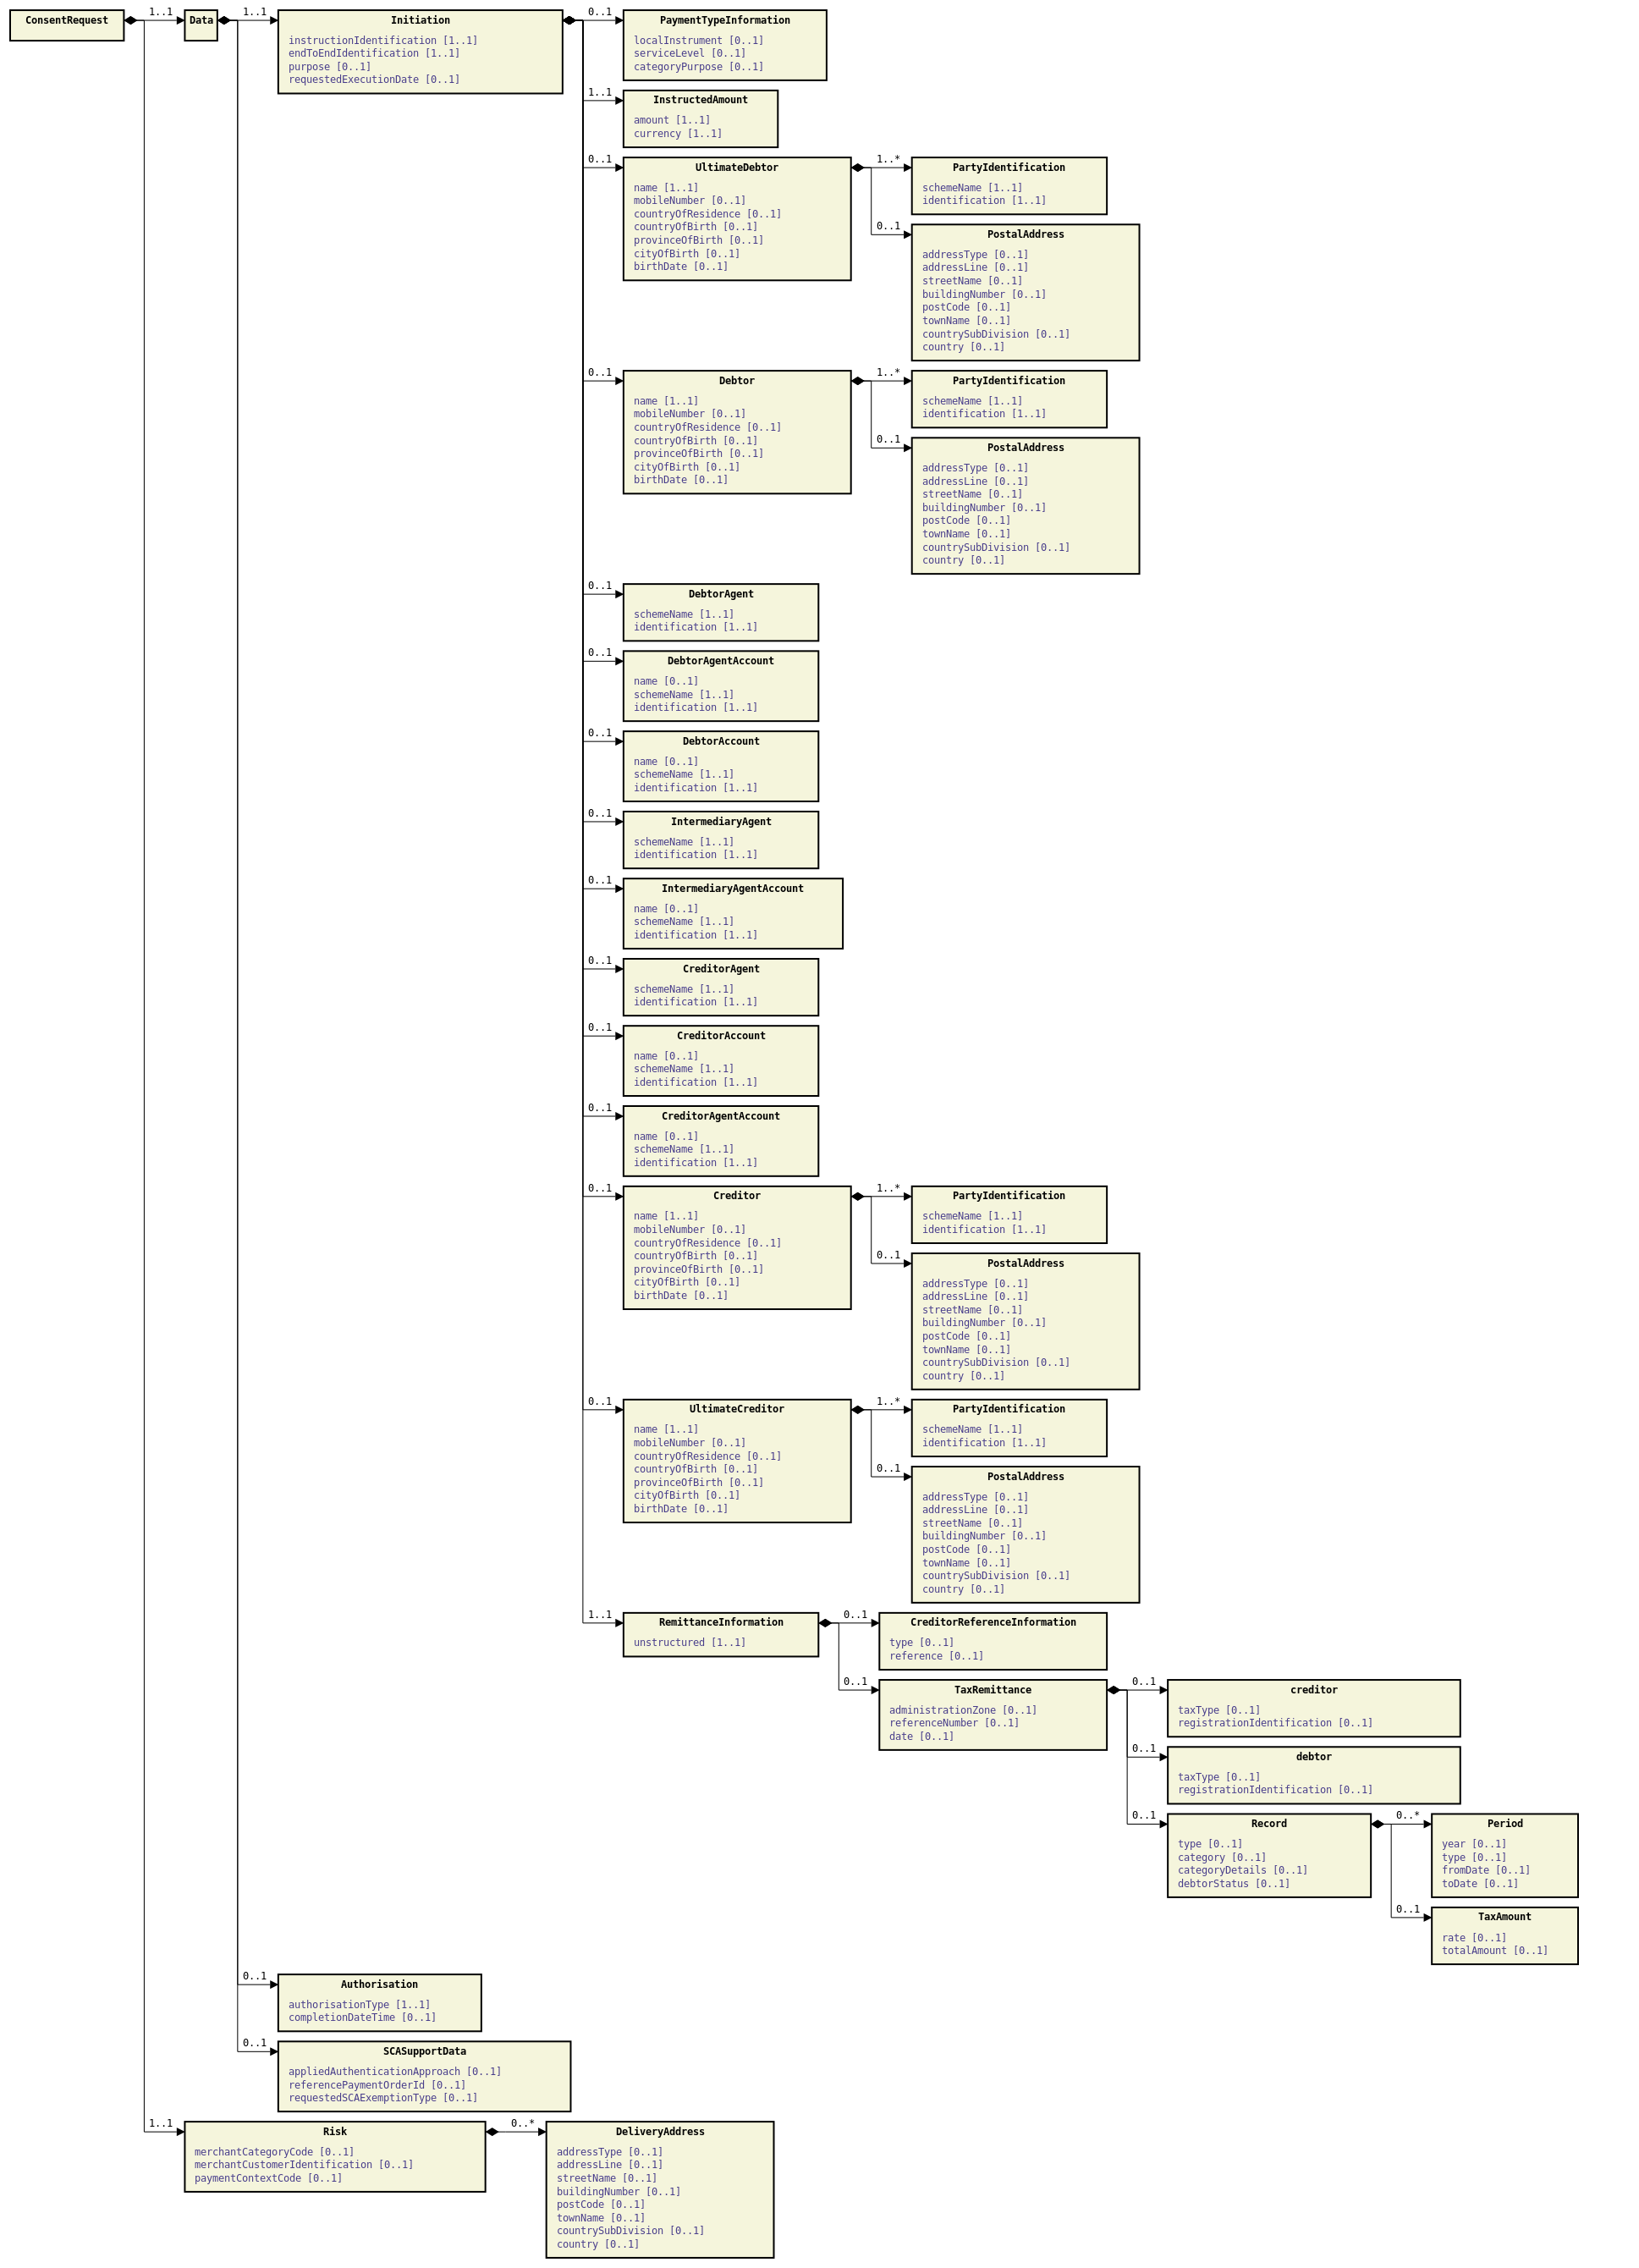 ConsentRequest
1..1
Data
1..1
Initiation
instructionIdentification [1..1]
endToEndIdentification [1..1]
purpose [0..1]
requestedExecutionDate [0..1]
0..1
PaymentTypeInformation
localInstrument [0..1]
serviceLevel [0..1]
categoryPurpose [0..1]
1..1
InstructedAmount
amount [1..1]
currency [1..1]
0..1
UltimateDebtor
name [1..1]
mobileNumber [0..1]
countryOfResidence [0..1]
countryOfBirth [0..1]
provinceOfBirth [0..1]
cityOfBirth [0..1]
birthDate [0..1]
1..*
PartyIdentification
schemeName [1..1]
identification [1..1]
0..1
PostalAddress
addressType [0..1]
addressLine [0..1]
streetName [0..1]
buildingNumber [0..1]
postCode [0..1]
townName [0..1]
countrySubDivision [0..1]
country [0..1]
0..1
Debtor
name [1..1]
mobileNumber [0..1]
countryOfResidence [0..1]
countryOfBirth [0..1]
provinceOfBirth [0..1]
cityOfBirth [0..1]
birthDate [0..1]
1..*
PartyIdentification
schemeName [1..1]
identification [1..1]
0..1
PostalAddress
addressType [0..1]
addressLine [0..1]
streetName [0..1]
buildingNumber [0..1]
postCode [0..1]
townName [0..1]
countrySubDivision [0..1]
country [0..1]
0..1
DebtorAgent
schemeName [1..1]
identification [1..1]
0..1
DebtorAgentAccount
name [0..1]
schemeName [1..1]
identification [1..1]
0..1
DebtorAccount
name [0..1]
schemeName [1..1]
identification [1..1]
0..1
IntermediaryAgent
schemeName [1..1]
identification [1..1]
0..1
IntermediaryAgentAccount
name [0..1]
schemeName [1..1]
identification [1..1]
0..1
CreditorAgent
schemeName [1..1]
identification [1..1]
0..1
CreditorAccount
name [0..1]
schemeName [1..1]
identification [1..1]
0..1
CreditorAgentAccount
name [0..1]
schemeName [1..1]
identification [1..1]
0..1
Creditor
name [1..1]
mobileNumber [0..1]
countryOfResidence [0..1]
countryOfBirth [0..1]
provinceOfBirth [0..1]
cityOfBirth [0..1]
birthDate [0..1]
1..*
PartyIdentification
schemeName [1..1]
identification [1..1]
0..1
PostalAddress
addressType [0..1]
addressLine [0..1]
streetName [0..1]
buildingNumber [0..1]
postCode [0..1]
townName [0..1]
countrySubDivision [0..1]
country [0..1]
0..1
UltimateCreditor
name [1..1]
mobileNumber [0..1]
countryOfResidence [0..1]
countryOfBirth [0..1]
provinceOfBirth [0..1]
cityOfBirth [0..1]
birthDate [0..1]
1..*
PartyIdentification
schemeName [1..1]
identification [1..1]
0..1
PostalAddress
addressType [0..1]
addressLine [0..1]
streetName [0..1]
buildingNumber [0..1]
postCode [0..1]
townName [0..1]
countrySubDivision [0..1]
country [0..1]
1..1
RemittanceInformation
unstructured [1..1]
0..1
CreditorReferenceInformation
type [0..1]
reference [0..1]
0..1
TaxRemittance
administrationZone [0..1]
referenceNumber [0..1]
date [0..1]
0..1
creditor
taxType [0..1]
registrationIdentification [0..1]
0..1
debtor
taxType [0..1]
registrationIdentification [0..1]
0..1
Record
type [0..1]
category [0..1]
categoryDetails [0..1]
debtorStatus [0..1]
0..*
Period
year [0..1]
type [0..1]
fromDate [0..1]
toDate [0..1]
0..1
TaxAmount
rate [0..1]
totalAmount [0..1]
0..1
Authorisation
authorisationType [1..1]
completionDateTime [0..1]
0..1
SCASupportData
appliedAuthenticationApproach [0..1]
referencePaymentOrderId [0..1]
requestedSCAExemptionType [0..1]
1..1
Risk
merchantCategoryCode [0..1]
merchantCustomerIdentification [0..1]
paymentContextCode [0..1]
0..*
DeliveryAddress
addressType [0..1]
addressLine [0..1]
streetName [0..1]
buildingNumber [0..1]
postCode [0..1]
townName [0..1]
countrySubDivision [0..1]
country [0..1]